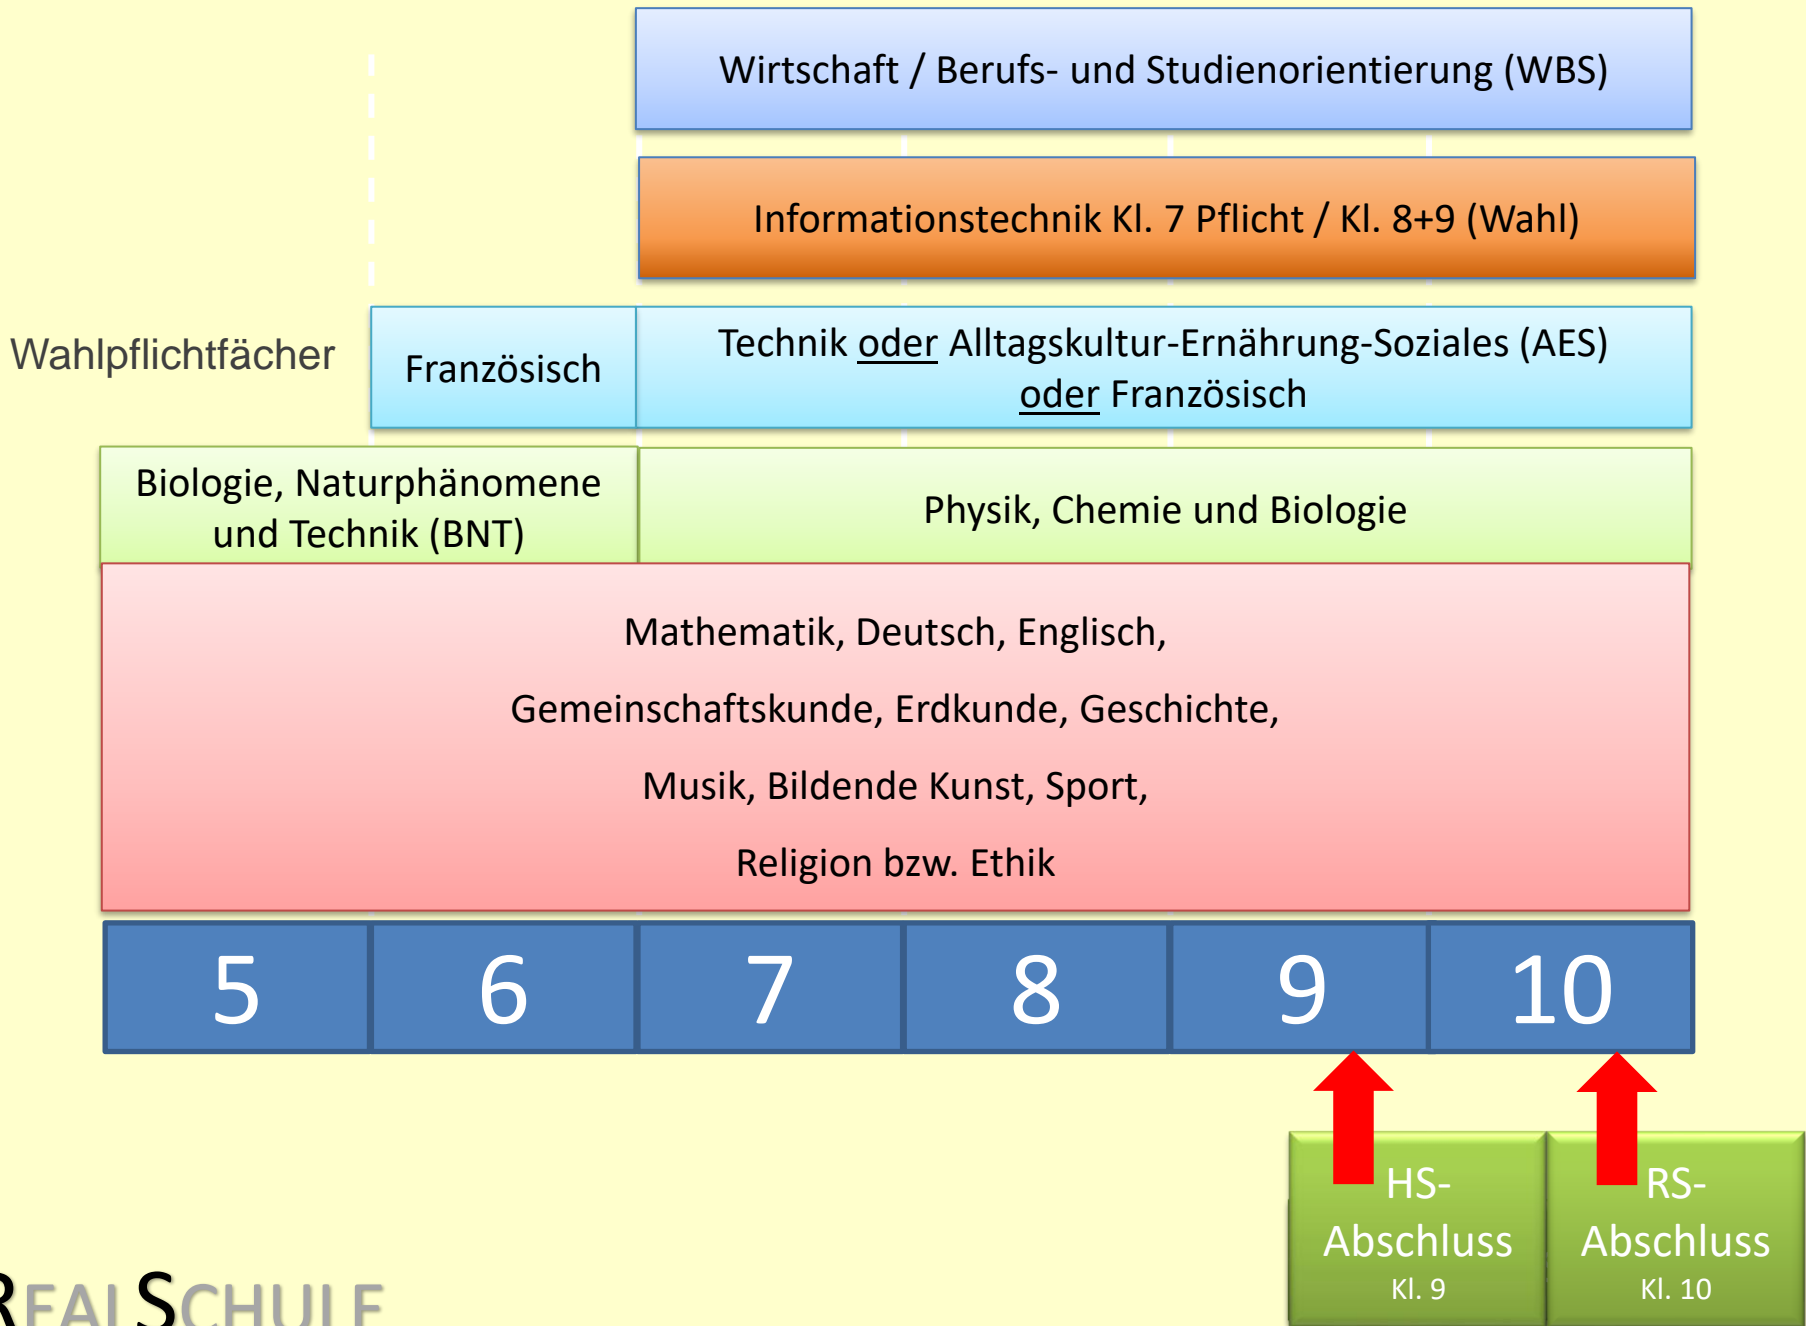 Wirtschaft / Berufs- und Studienorientierung (WBS)
Informationstechnik Kl. 7 Pflicht / Kl. 8+9 (Wahl)
Wahlpflichtfächer
Französisch
Technik oder Alltagskultur-Ernährung-Soziales (AES)
oder Französisch
Biologie, Naturphänomene
und Technik (BNT)
Physik, Chemie und Biologie
Mathematik, Deutsch, Englisch,
Gemeinschaftskunde, Erdkunde, Geschichte,
Musik, Bildende Kunst, Sport,
Religion bzw. Ethik
5 6 7 8 9 10
HS-
Abschluss
Kl. 9
RS-
Abschluss
Kl. 10
REALSCHULE